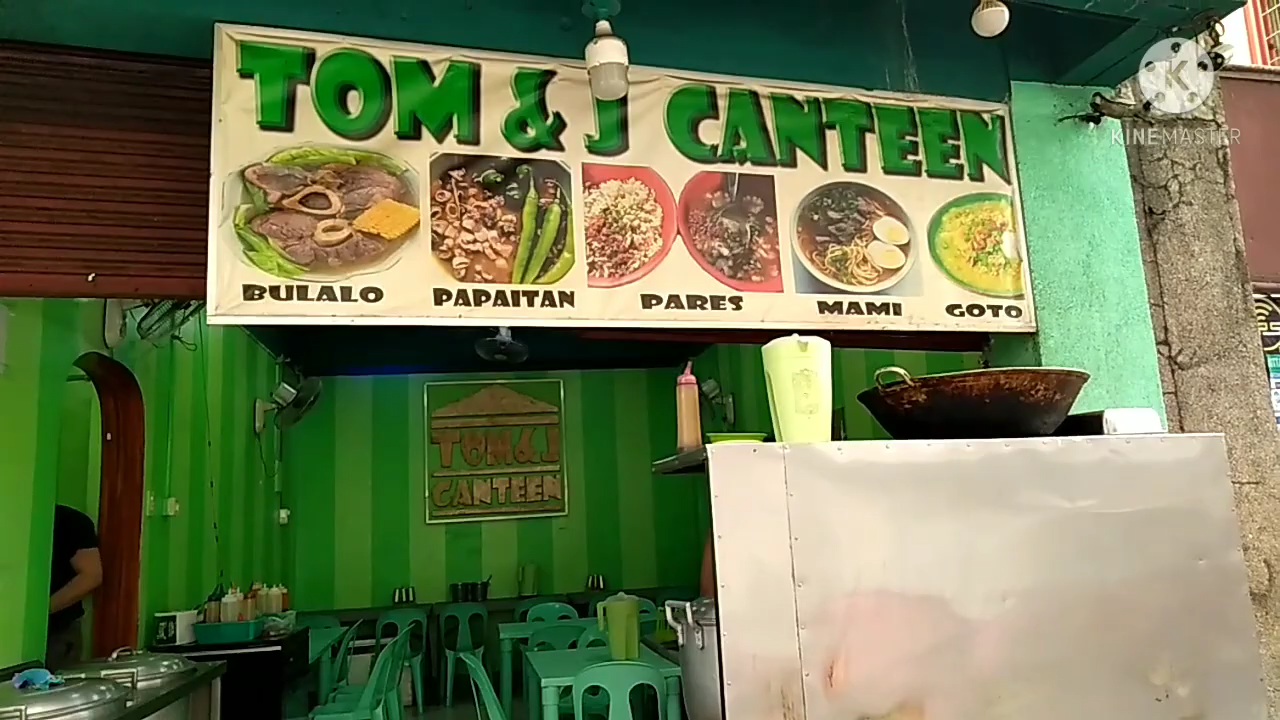 TOM & J CANTEEN
BULALO PAPAITAN PARES MAMI GOTO
K
KINEMASTER
TOM&J
CANTEEN